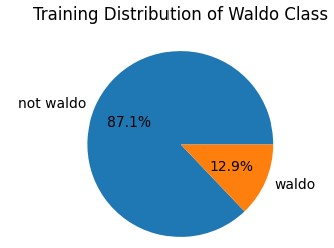 Training Distribution of Waldo Class
not waldo
87.1%
12.9%
waldo